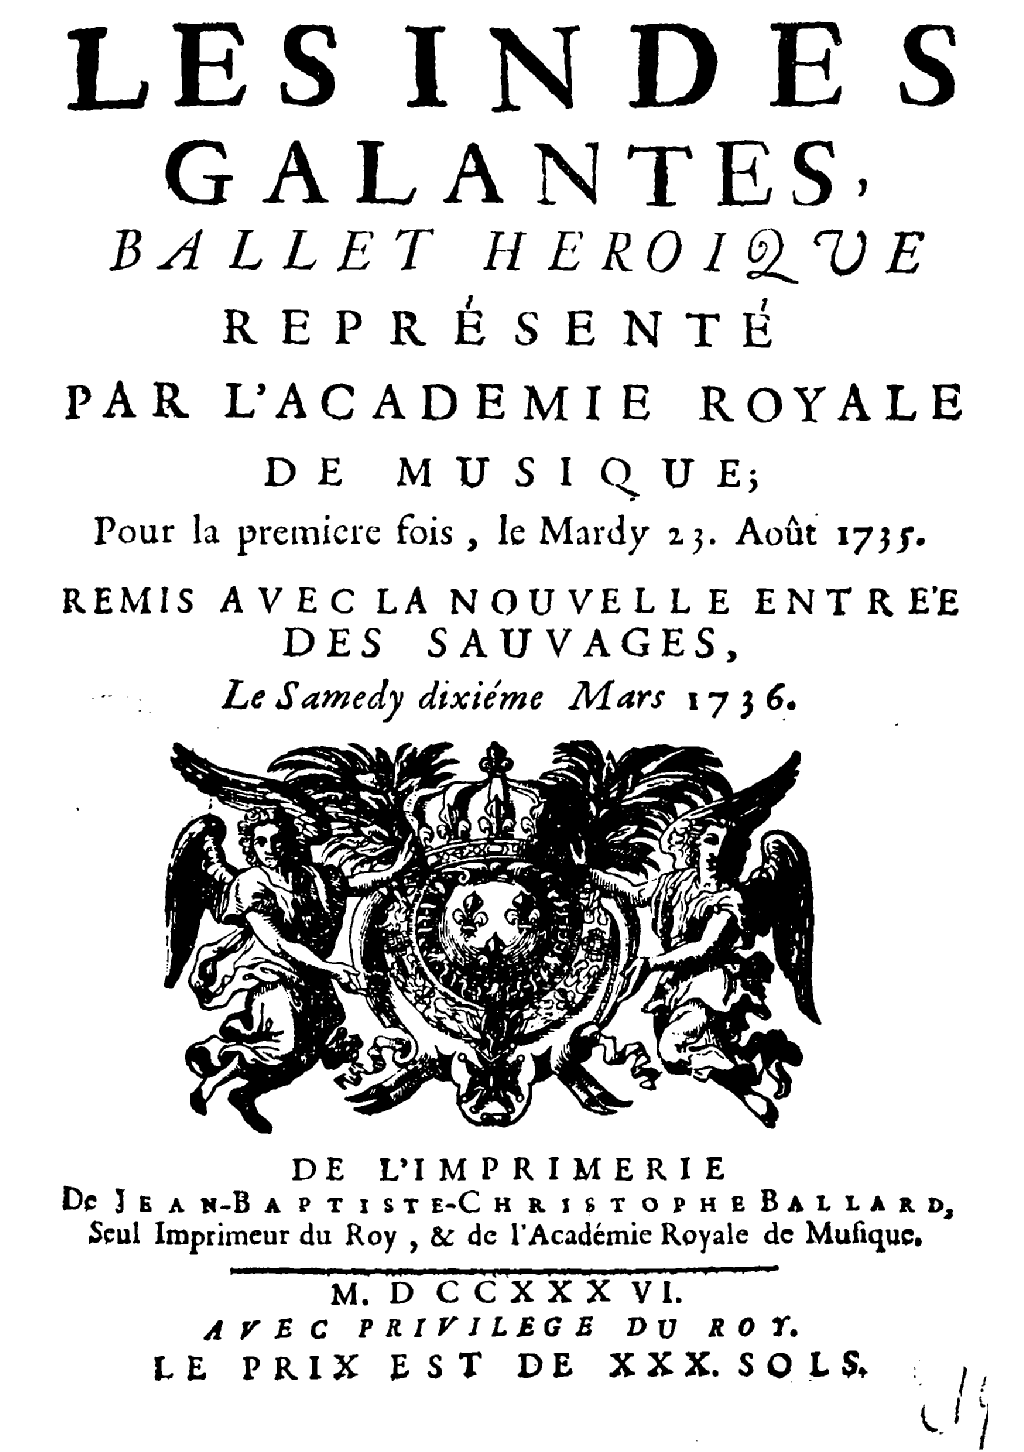 LES INDES
GALANTES,
BALLET HEROIQUE
REPRÉSENTÉ
PAR L'ACADEMIE ROYALE
DE MUSIQUE;
Pour la premiere fois, le Mardy 23. Août 1735.
REMIS AVEC LA NOUVELLE ENTRE'E
DES SAUVAGES,
Le Samedy dixiéme Mars 1736.
DE L'IMPRIMERIE
De JEAN-BAPTISTE-CHRISTOPHE BALLARD,
Seul Imprimeur du Roy, & de l'Académie Royale de Musique.
M. DCCXXXVI.
AVEC PRIVILEGE DU ROY.
LE PRIX EST DE XXX. SOLS.